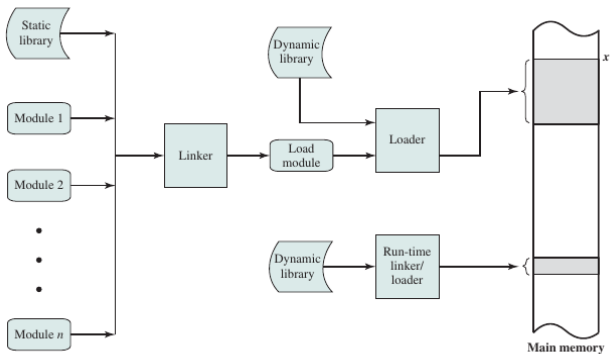 Static
library
Dynamic
library
x
Module 1
Loader
Linker
Load
module
Module 2
Dynamic
library
Run-time
linker/
loader
Module n
Main memory